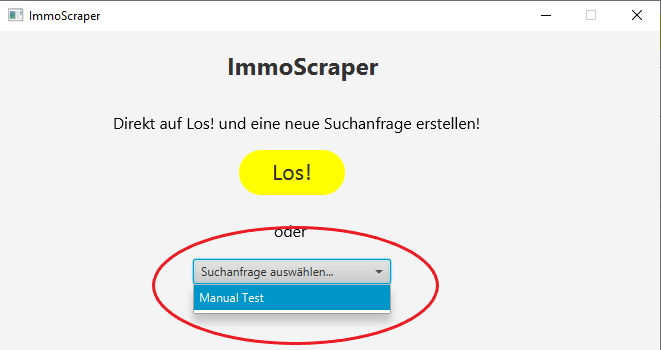 ImmoScraper
ImmoScraper
Direkt auf Los! und eine neue Suchanfrage erstellen!
Los!
oder
Suchanfrage auswählen...
Manual Test